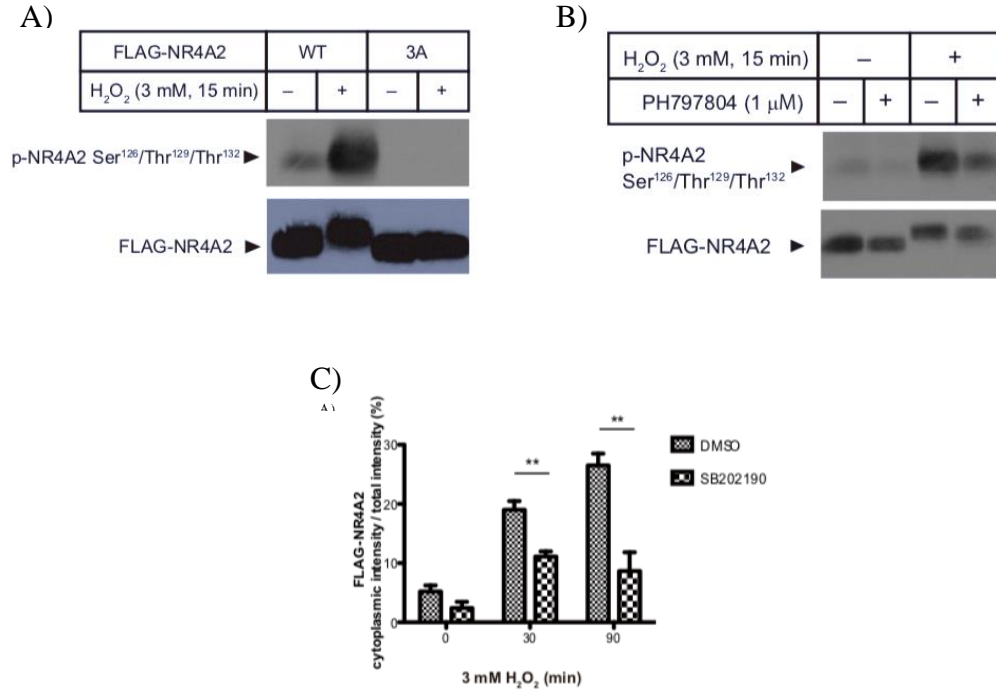 A)
FLAG-NR4A2 WT 3A
H₂O₂ (3 mM, 15 min) – + – +
p-NR4A2 Ser¹²⁶/Thr¹²⁹/Thr¹³²
FLAG-NR4A2
B)
H₂O₂ (3 mM, 15 min) – +
PH797804 (1 μM) – + – +
p-NR4A2
Ser¹²⁶/Thr¹²⁹/Thr¹³²
FLAG-NR4A2
C)
A)
FLAG-NR4A2
cytoplasmic intensity / total intensity (%)
30
20
10
0
** **
DMSO
SB202190
0 30 90
3 mM H₂O₂ (min)